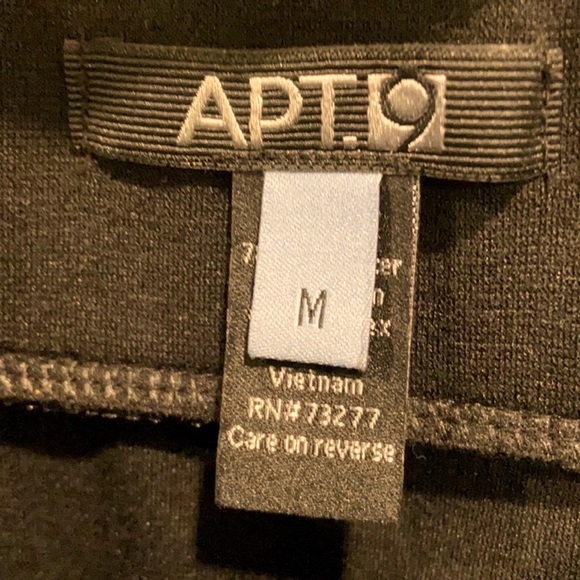 APT.9
M
Vietnam
RN#73277
Care on reverse